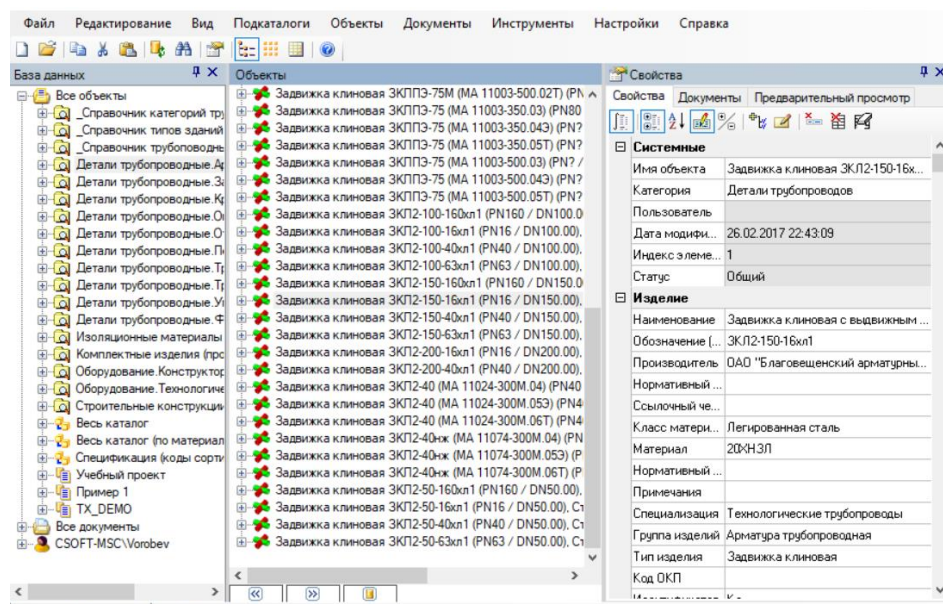 Файл Редактирование Вид Подкаталоги Объекты Документы Инструменты Настройки Справка
База данных
Все объекты
_Справочник категорий тру
_Справочник типов зданий
_Справочник трубоповодны
Детали трубопроводные.Ар
Детали трубопроводные.За
Детали трубопроводные.Кр
Детали трубопроводные.Оп
Детали трубопроводные.От
Детали трубопроводные.Пе
Детали трубопроводные.Тр
Детали трубопроводные.Тр
Детали трубопроводные.Уп
Детали трубопроводные.Ф
Изоляционные материалы
Комплектные изделия (про
Оборудование.Конструктор
Оборудование.Технологиче
Строительные конструкции
Весь каталог
Весь каталог (по материал
Спецификация (коды сорти
Учебный проект
Пример 1
TX_DEMO
Все документы
CSOFT-MSC\Vorobev
Объекты
Задвижка клиновая ЗКЛПЭ-75М (МА 11003-500.02Т) (PN
Задвижка клиновая ЗКЛПЭ-75 (МА 11003-350.03) (PN80
Задвижка клиновая ЗКЛПЭ-75 (МА 11003-350.04Э) (PN?
Задвижка клиновая ЗКЛПЭ-75 (МА 11003-350.05Т) (PN?
Задвижка клиновая ЗКЛПЭ-75 (МА 11003-500.03) (PN? /
Задвижка клиновая ЗКЛПЭ-75 (МА 11003-500.04Э) (PN?
Задвижка клиновая ЗКЛПЭ-75 (МА 11003-500.05Т) (PN?
Задвижка клиновая ЗКЛ2-100-160хл1 (PN160 / DN100.0
Задвижка клиновая ЗКЛ2-100-16хл1 (PN16 / DN100.00),
Задвижка клиновая ЗКЛ2-100-40хл1 (PN40 / DN100.00),
Задвижка клиновая ЗКЛ2-100-63хл1 (PN63 / DN100.00),
Задвижка клиновая ЗКЛ2-150-160хл1 (PN160 / DN150.0
Задвижка клиновая ЗКЛ2-150-16хл1 (PN16 / DN150.00),
Задвижка клиновая ЗКЛ2-150-40хл1 (PN40 / DN150.00),
Задвижка клиновая ЗКЛ2-150-63хл1 (PN63 / DN150.00),
Задвижка клиновая ЗКЛ2-200-16хл1 (PN16 / DN200.00),
Задвижка клиновая ЗКЛ2-200-40хл1 (PN40 / DN200.00),
Задвижка клиновая ЗКЛ2-40 (МА 11024-300М.04) (PN40
Задвижка клиновая ЗКЛ2-40 (МА 11024-300М.05Э) (PN4
Задвижка клиновая ЗКЛ2-40 (МА 11024-300М.06Т) (PN4
Задвижка клиновая ЗКЛ2-40нж (МА 11074-300М.04) (PN
Задвижка клиновая ЗКЛ2-40нж (МА 11074-300М.05Э) (P
Задвижка клиновая ЗКЛ2-40нж (МА 11074-300М.06Т) (P
Задвижка клиновая ЗКЛ2-50-160хл1 (PN160 / DN50.00),
Задвижка клиновая ЗКЛ2-50-16хл1 (PN16 / DN50.00), Ст
Задвижка клиновая ЗКЛ2-50-40хл1 (PN40 / DN50.00), Ст
Задвижка клиновая ЗКЛ2-50-63хл1 (PN63 / DN50.00), Ст
Свойства
Свойства Документы Предварительный просмотр
Системные
Имя объекта Задвижка клиновая ЗКЛ2-150-16х...
Категория Детали трубопроводов
Пользователь
Дата модифи... 26.02.2017 22:43:09
Индекс элеме... 1
Статус Общий
Изделие
Наименование Задвижка клиновая с выдвижным ...
Обозначение (... ЗКЛ2-150-16хл1
Производитель ОАО "Благовещенский арматурны...
Нормативный ...
Ссылочный че...
Класс матери... Легированная сталь
Материал 20ХН3Л
Нормативный ...
Примечания
Специализация Технологические трубопроводы
Группа изделий Арматура трубопроводная
Тип изделия Задвижка клиновая
Код ОКП